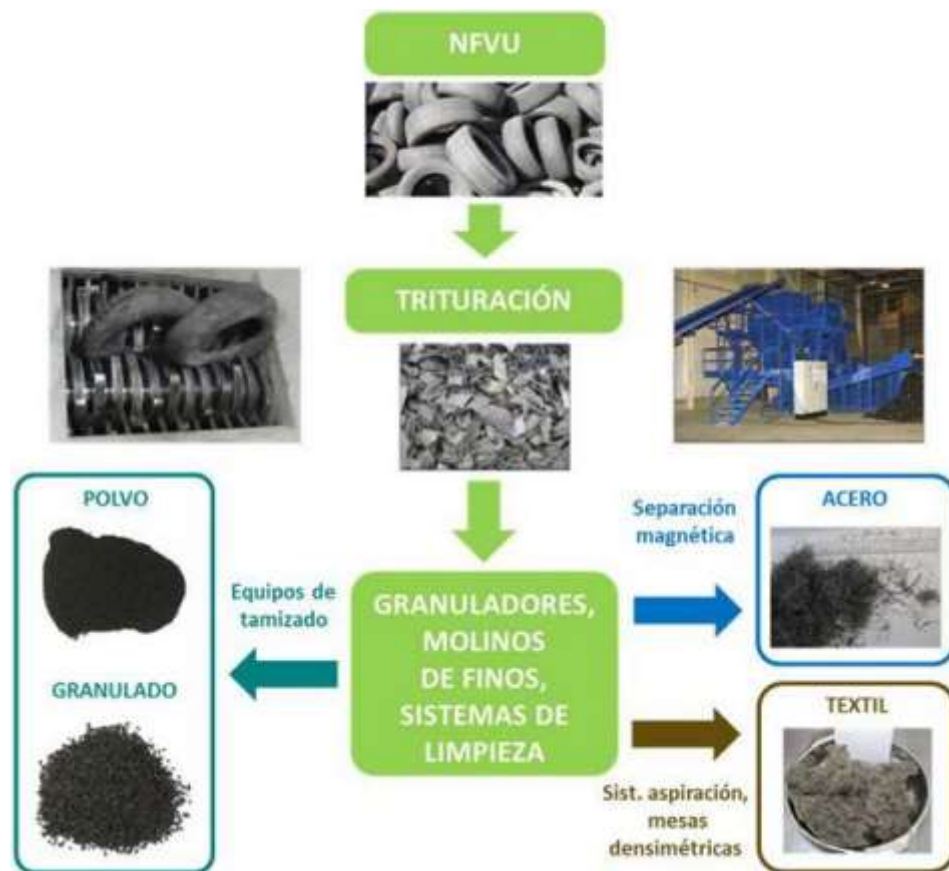 NFVU
TRITURACIÓN
POLVO
GRANULADO
Equipos de
tamizado
GRANULADORES,
MOLINOS
DE FINOS,
SISTEMAS DE
LIMPIEZA
Separación
magnética
ACERO
TEXTIL
Sist. aspiración,
mesas
densimétricas